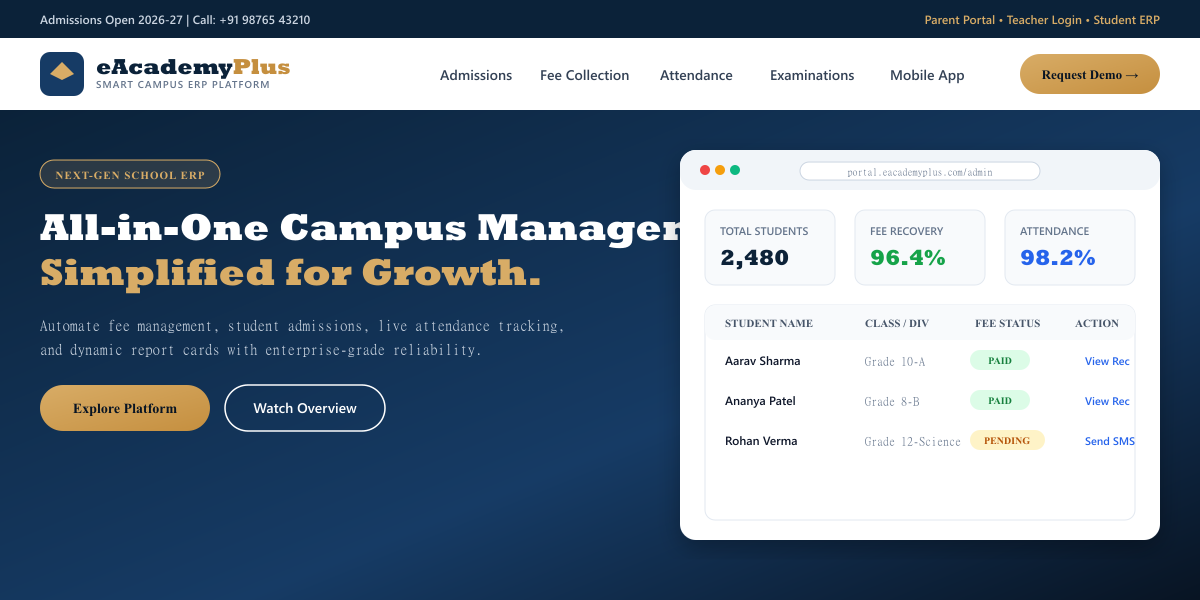 Admissions Open 2026-27 | Call: +91 98765 43210
Parent Portal • Teacher Login • Student ERP
eAcademyPlus
SMART CAMPUS ERP PLATFORM
Admissions
Fee Collection
Attendance
Examinations
Mobile App
Request Demo →
NEXT-GEN SCHOOL ERP
All-in-One Campus Manager
Simplified for Growth.
Automate fee management, student admissions, live attendance tracking,
and dynamic report cards with enterprise-grade reliability.
Explore Platform
Watch Overview
portal.eacademyplus.com/admin
TOTAL STUDENTS
2,480
FEE RECOVERY
96.4%
ATTENDANCE
98.2%
STUDENT NAME CLASS / DIV FEE STATUS ACTION
Aarav Sharma Grade 10-A PAID View Rec
Ananya Patel Grade 8-B PAID View Rec
Rohan Verma Grade 12-Science PENDING Send SMS